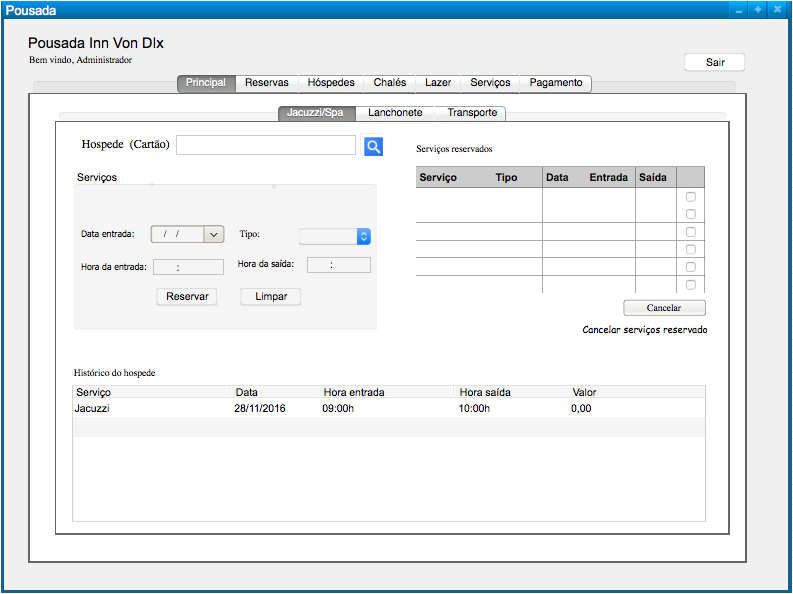 Pousada
Pousada Inn Von Dlx
Bem vindo, Administrador
Sair
Principal Reservas Hóspedes Chalés Lazer Serviços Pagamento
Jacuzzi/Spa Lanchonete Transporte
Hospede (Cartão)
Serviços reservados
Serviços
Serviço Tipo Data Entrada Saída
Data entrada: / / Tipo:
Hora da entrada: : Hora da saída: :
Reservar Limpar
Cancelar
Cancelar serviços reservado
Histórico do hospede
Serviço Data Hora entrada Hora saída Valor
Jacuzzi 28/11/2016 09:00h 10:00h 0,00